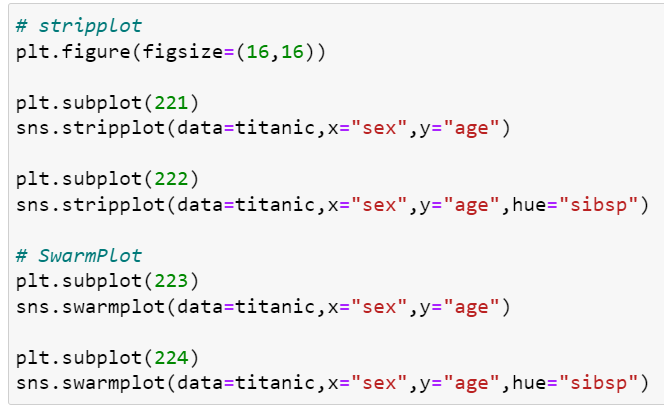 # stripplot
plt.figure(figsize=(16,16))
plt.subplot(221)
sns.stripplot(data=titanic,x="sex",y="age")
plt.subplot(222)
sns.stripplot(data=titanic,x="sex",y="age",hue="sibsp")
# SwarmPlot
plt.subplot(223)
sns.swarmplot(data=titanic,x="sex",y="age")
plt.subplot(224)
sns.swarmplot(data=titanic,x="sex",y="age",hue="sibsp")